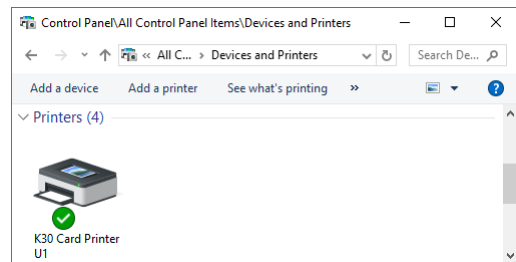 Control Panel\All Control Panel Items\Devices and Printers
« All C... › Devices and Printers
Search De...
Add a device Add a printer See what's printing »
Printers (4)
K30 Card Printer
U1